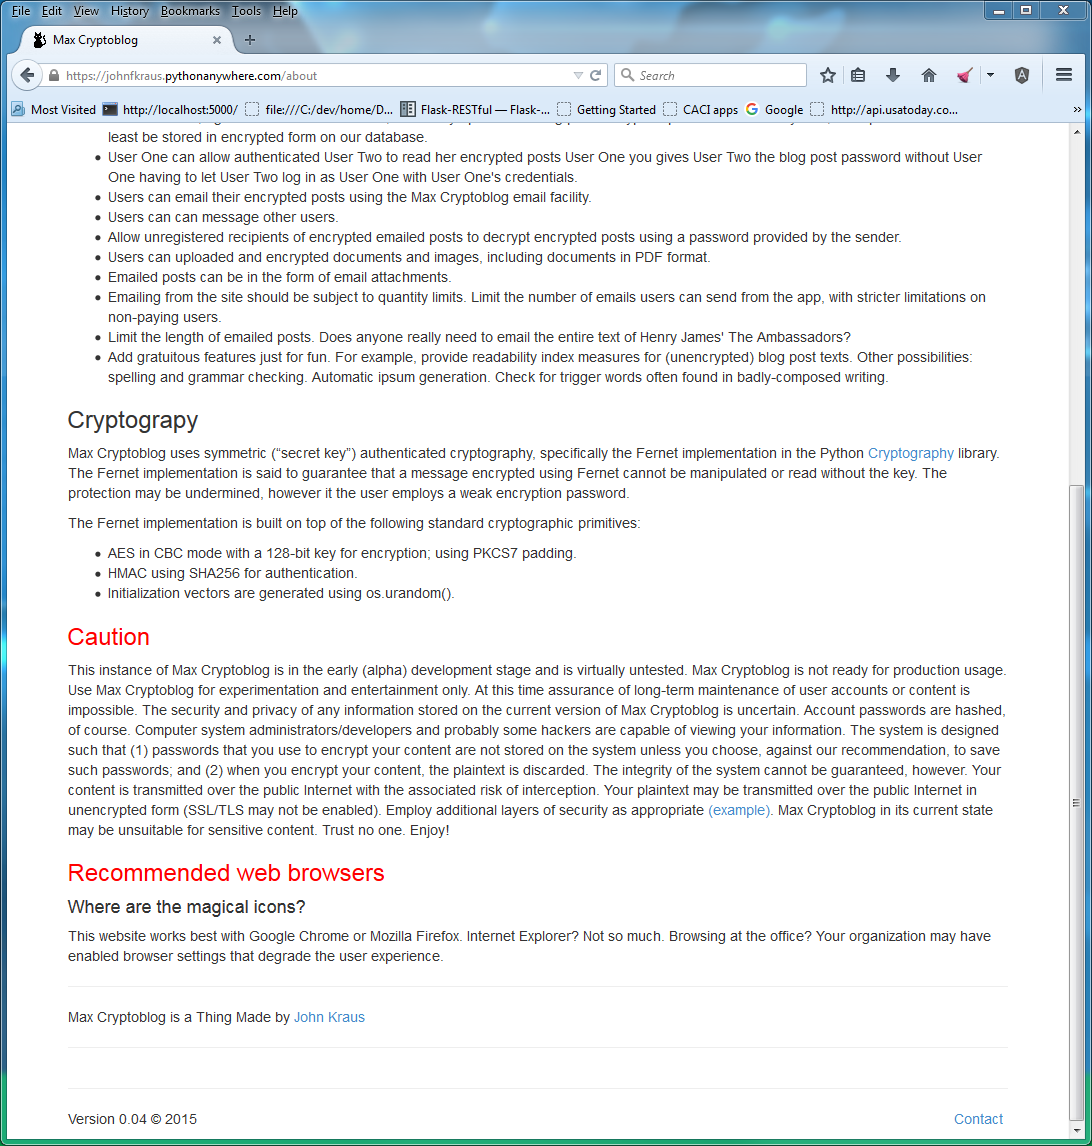 File Edit View History Bookmarks Tools Help
Max Cryptoblog
https://johnfkraus.pythonanywhere.com/about
Search
Most Visited http://localhost:5000/ file:///C:/dev/home/D... Flask-RESTful — Flask-... Getting Started CACI apps Google http://api.usatoday.co... »
least be stored in encrypted form on our database.
User One can allow authenticated User Two to read her encrypted posts User One you gives User Two the blog post password without User
One having to let User Two log in as User One with User One's credentials.
Users can email their encrypted posts using the Max Cryptoblog email facility.
Users can can message other users.
Allow unregistered recipients of encrypted emailed posts to decrypt encrypted posts using a password provided by the sender.
Users can uploaded and encrypted documents and images, including documents in PDF format.
Emailed posts can be in the form of email attachments.
Emailing from the site should be subject to quantity limits. Limit the number of emails users can send from the app, with stricter limitations on
non-paying users.
Limit the length of emailed posts. Does anyone really need to email the entire text of Henry James' The Ambassadors?
Add gratuitous features just for fun. For example, provide readability index measures for (unencrypted) blog post texts. Other possibilities:
spelling and grammar checking. Automatic ipsum generation. Check for trigger words often found in badly-composed writing.
Cryptograpy
Max Cryptoblog uses symmetric (“secret key”) authenticated cryptography, specifically the Fernet implementation in the Python Cryptography library.
The Fernet implementation is said to guarantee that a message encrypted using Fernet cannot be manipulated or read without the key. The
protection may be undermined, however it the user employs a weak encryption password.
The Fernet implementation is built on top of the following standard cryptographic primitives:
AES in CBC mode with a 128-bit key for encryption; using PKCS7 padding.
HMAC using SHA256 for authentication.
Initialization vectors are generated using os.urandom().
Caution
This instance of Max Cryptoblog is in the early (alpha) development stage and is virtually untested. Max Cryptoblog is not ready for production usage.
Use Max Cryptoblog for experimentation and entertainment only. At this time assurance of long-term maintenance of user accounts or content is
impossible. The security and privacy of any information stored on the current version of Max Cryptoblog is uncertain. Account passwords are hashed,
of course. Computer system administrators/developers and probably some hackers are capable of viewing your information. The system is designed
such that (1) passwords that you use to encrypt your content are not stored on the system unless you choose, against our recommendation, to save
such passwords; and (2) when you encrypt your content, the plaintext is discarded. The integrity of the system cannot be guaranteed, however. Your
content is transmitted over the public Internet with the associated risk of interception. Your plaintext may be transmitted over the public Internet in
unencrypted form (SSL/TLS may not be enabled). Employ additional layers of security as appropriate (example). Max Cryptoblog in its current state
may be unsuitable for sensitive content. Trust no one. Enjoy!
Recommended web browsers
Where are the magical icons?
This website works best with Google Chrome or Mozilla Firefox. Internet Explorer? Not so much. Browsing at the office? Your organization may have
enabled browser settings that degrade the user experience.
Max Cryptoblog is a Thing Made by John Kraus
Version 0.04 © 2015 Contact